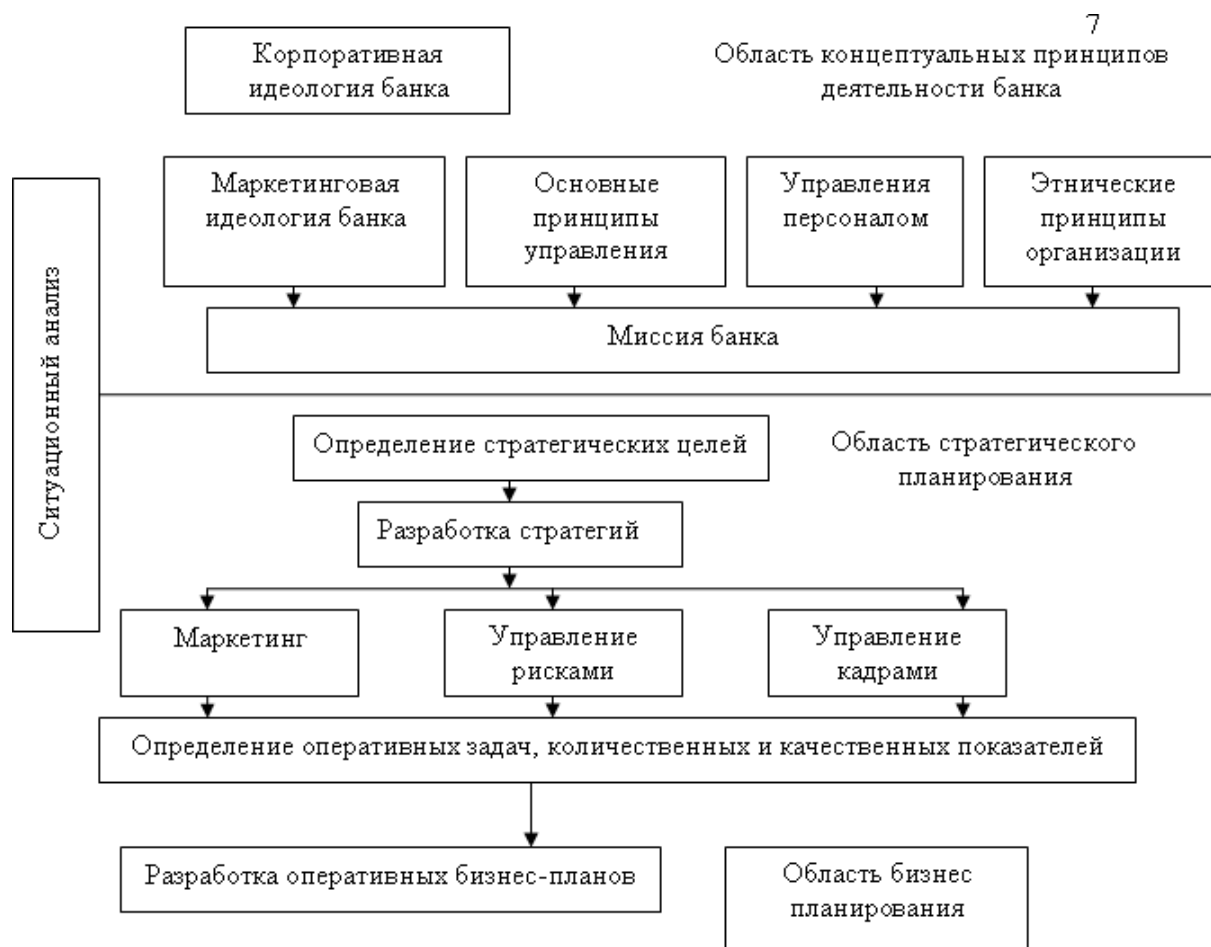 7
Корпоративная
идеология банка
Область концептуальных принципов
деятельности банка
Маркетинговая
идеология банка
Основные
принципы
управления
Управления
персоналом
Этнические
принципы
организации
Миссия банка
Ситуационный анализ
Определение стратегических целей
Область стратегического
планирования
Разработка стратегий
Маркетинг
Управление
рисками
Управление
кадрами
Определение оперативных задач, количественных и качественных показателей
Разработка оперативных бизнес-планов
Область бизнес
планирования